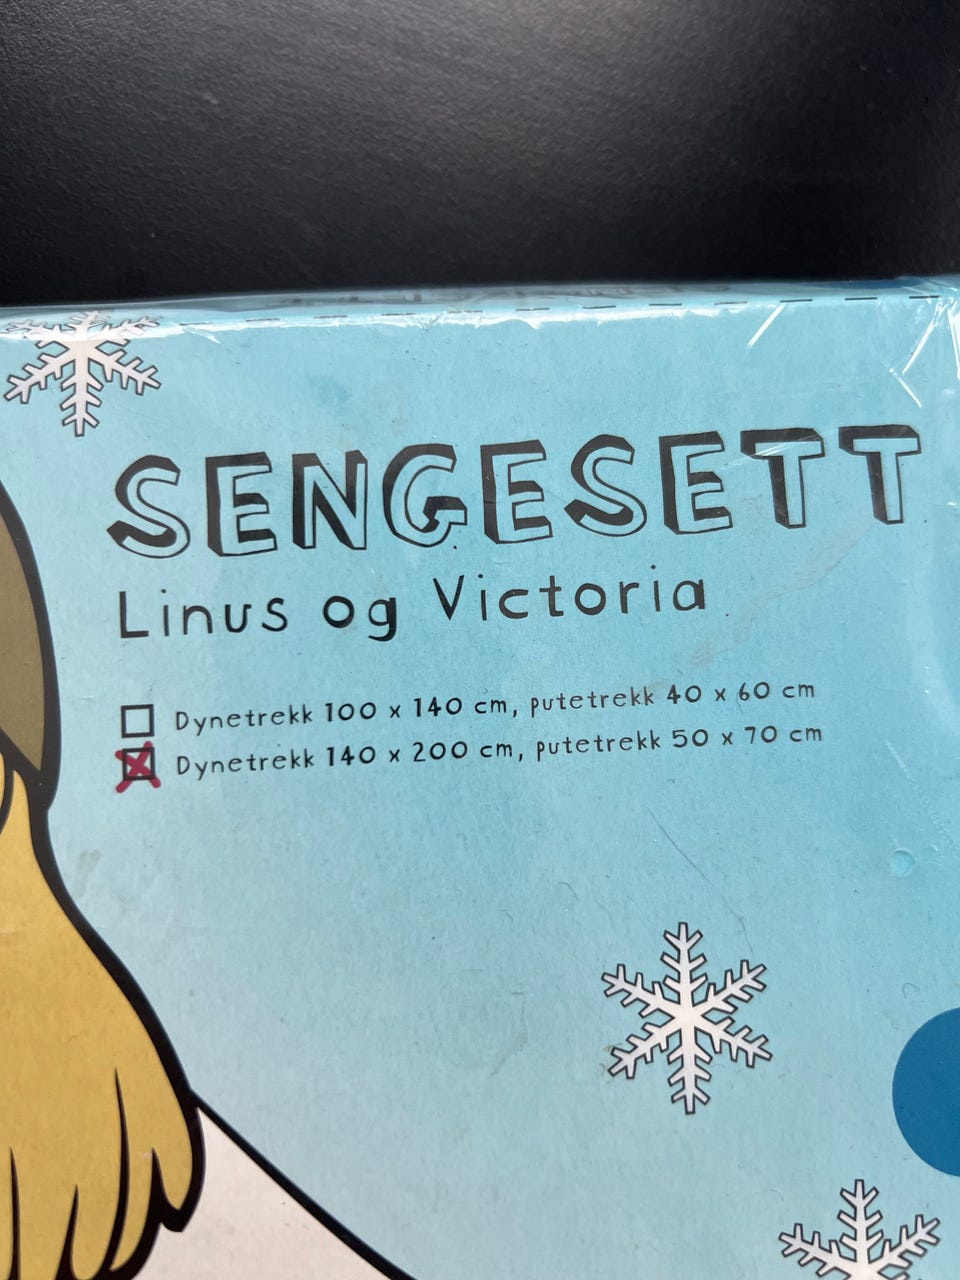 SENGESETT
Linus og Victoria
Dynetrekk 100 x 140 cm, putetrekk 40 x 60 cm
Dynetrekk 140 x 200 cm, putetrekk 50 x 70 cm